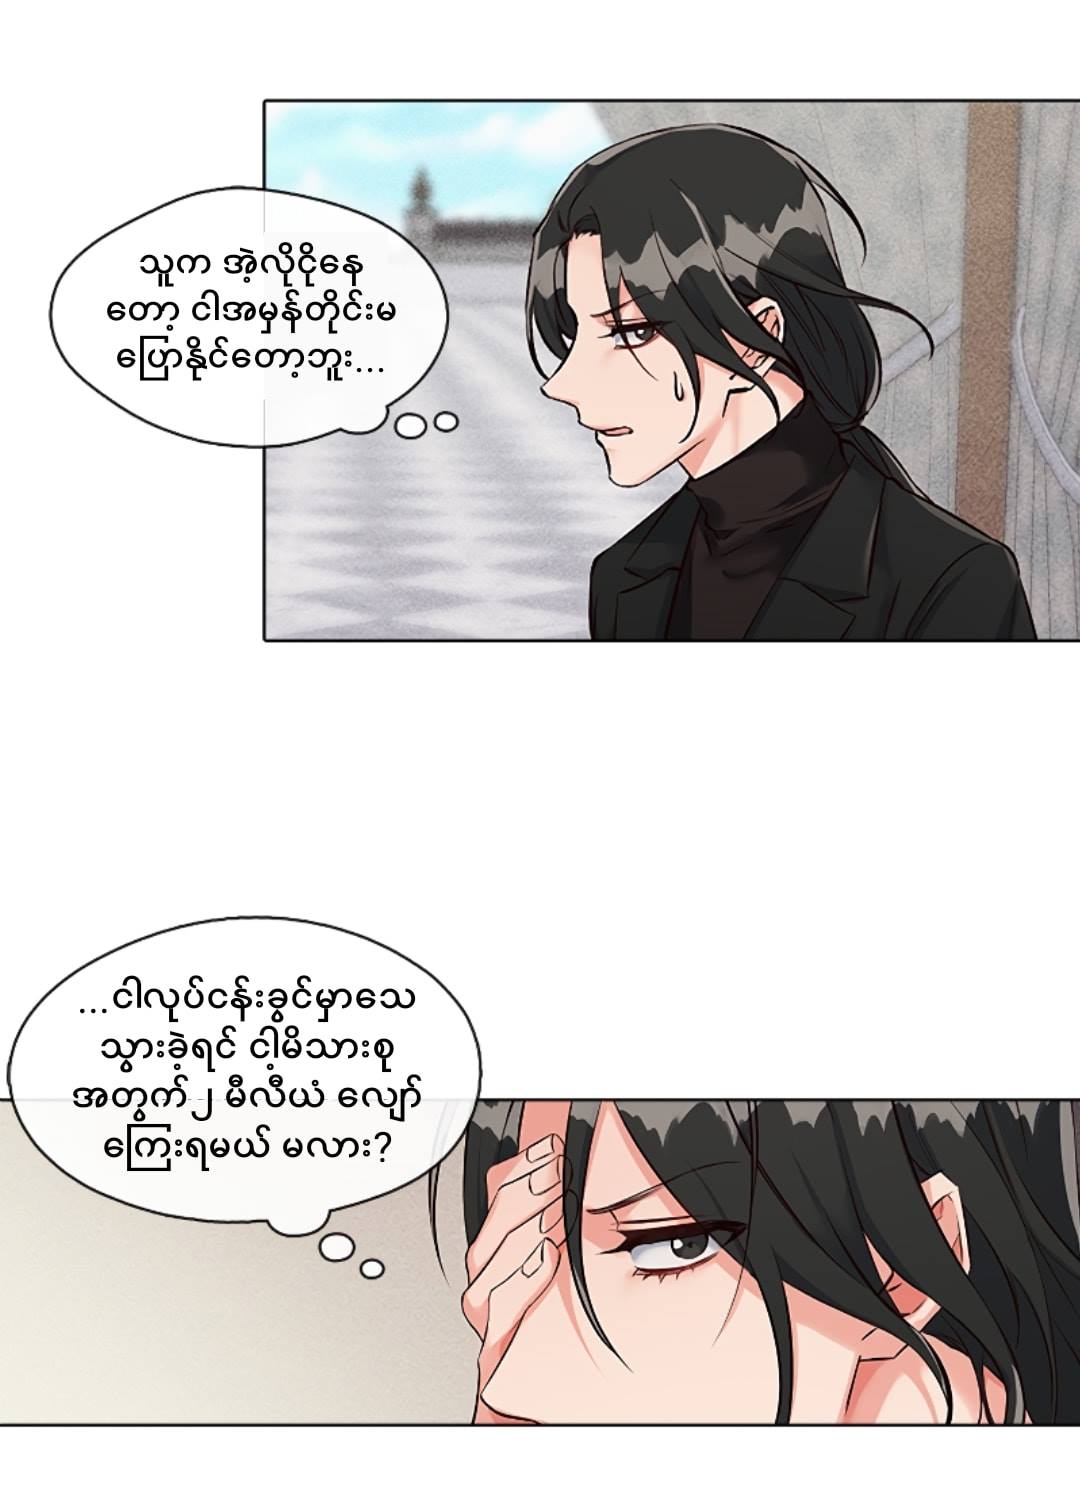 သူက အဲ့လိုငိုနေ
တော့ ငါအမှန်တိုင်းမ
ပြောနိုင်တော့ဘူး...
...ငါလုပ်ငန်းခွင်မှာသေ
သွားခဲ့ရင် ငါ့မိသားစု
အတွက်၂ မီလီယံ လျော်
ကြေးရမယ် မလား?